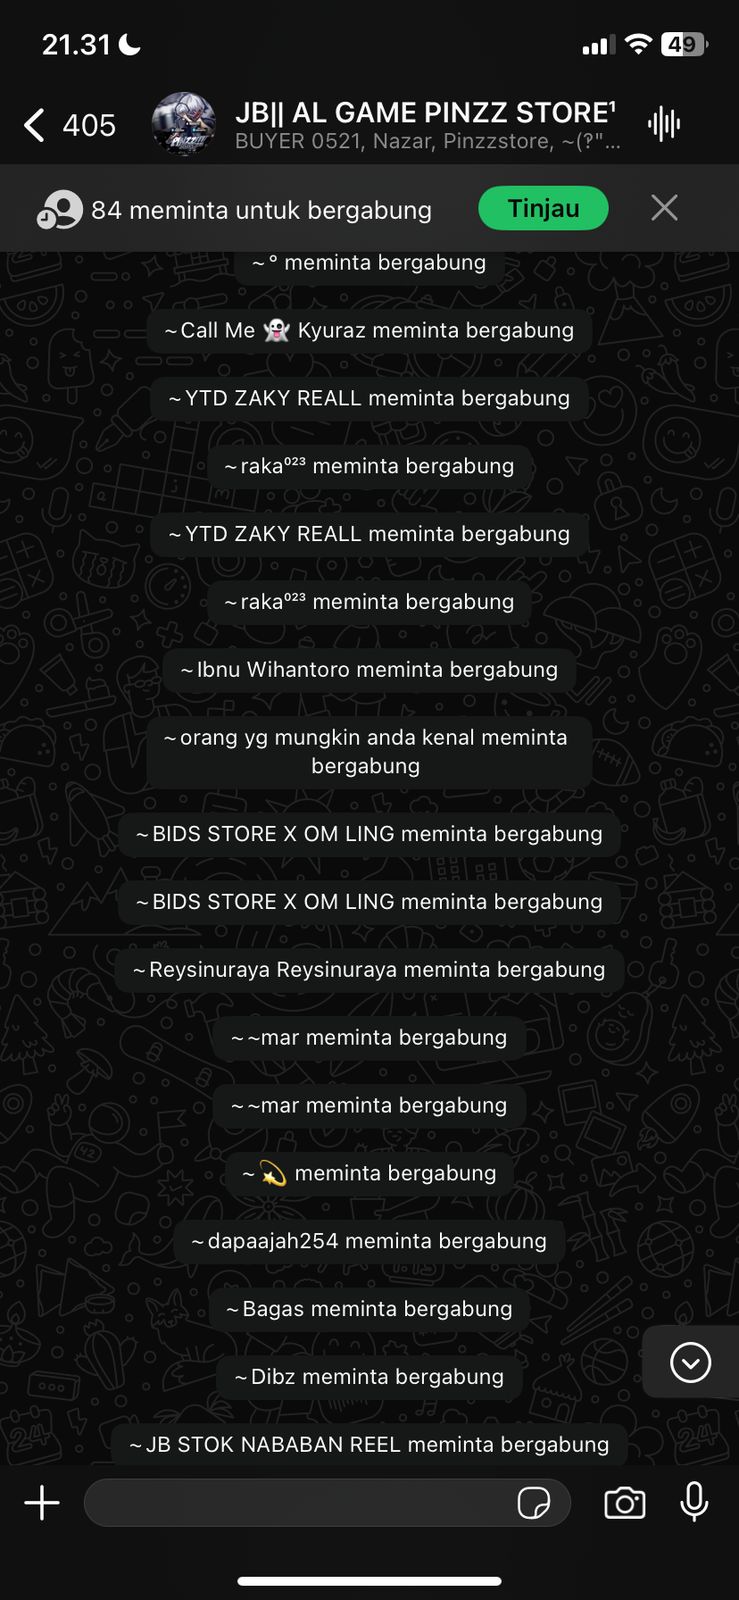 21.31
49
405
JB|| AL GAME PINZZ STORE¹
BUYER 0521, Nazar, Pinzzstore, ~(?"...
84 meminta untuk bergabung
Tinjau
~° meminta bergabung
~Call Me 👻 Kyuraz meminta bergabung
~YTD ZAKY REALL meminta bergabung
~raka⁰²³ meminta bergabung
~YTD ZAKY REALL meminta bergabung
~raka⁰²³ meminta bergabung
~Ibnu Wihantoro meminta bergabung
~orang yg mungkin anda kenal meminta
bergabung
~BIDS STORE X OM LING meminta bergabung
~BIDS STORE X OM LING meminta bergabung
~Reysinuraya Reysinuraya meminta bergabung
~~mar meminta bergabung
~~mar meminta bergabung
~💫 meminta bergabung
~dapaajah254 meminta bergabung
~Bagas meminta bergabung
~Dibz meminta bergabung
~JB STOK NABABAN REEL meminta bergabung